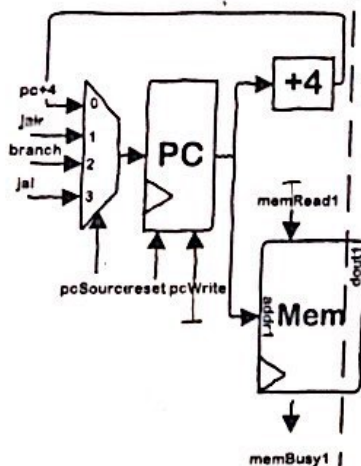 pc+4
0
+4
jalr
1
branch
2
PC
jal
3
memRead1
pcSource
reset
pcWrite
dout1
addr1
Mem
memBusy1